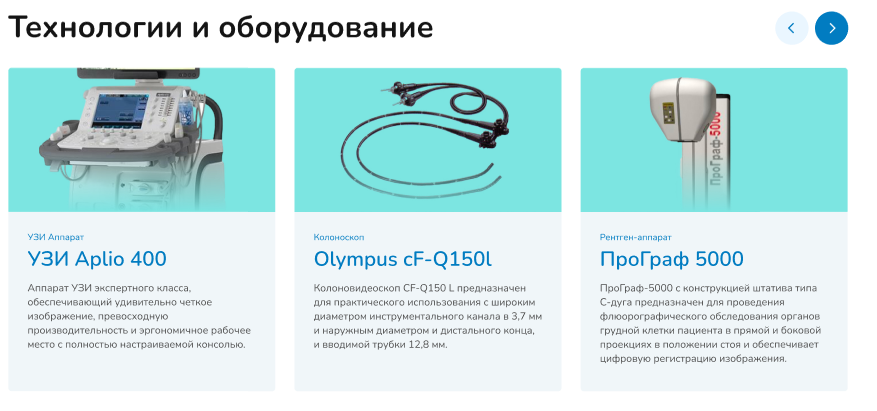 Технологии и оборудование
ПроГраф-5000
УЗИ Аппарат
УЗИ Aplio 400
Аппарат УЗИ экспертного класса,
обеспечивающий удивительно четкое
изображение, превосходную
производительность и эргономичное рабочее
место с полностью настраиваемой консолью.
Колоноскоп
Olympus cF-Q150l
Колоновидеоскоп CF-Q150 L предназначен
для практического использования с широким
диаметром инструментального канала в 3,7 мм
и наружным диаметром и дистального конца,
и вводимой трубки 12,8 мм.
Рентген-аппарат
ПроГраф 5000
ПроГраф-5000 с конструкцией штатива типа
С-дуга предназначен для проведения
флюорографического обследования органов
грудной клетки пациента в прямой и боковой
проекциях в положении стоя и обеспечивает
цифровую регистрацию изображения.